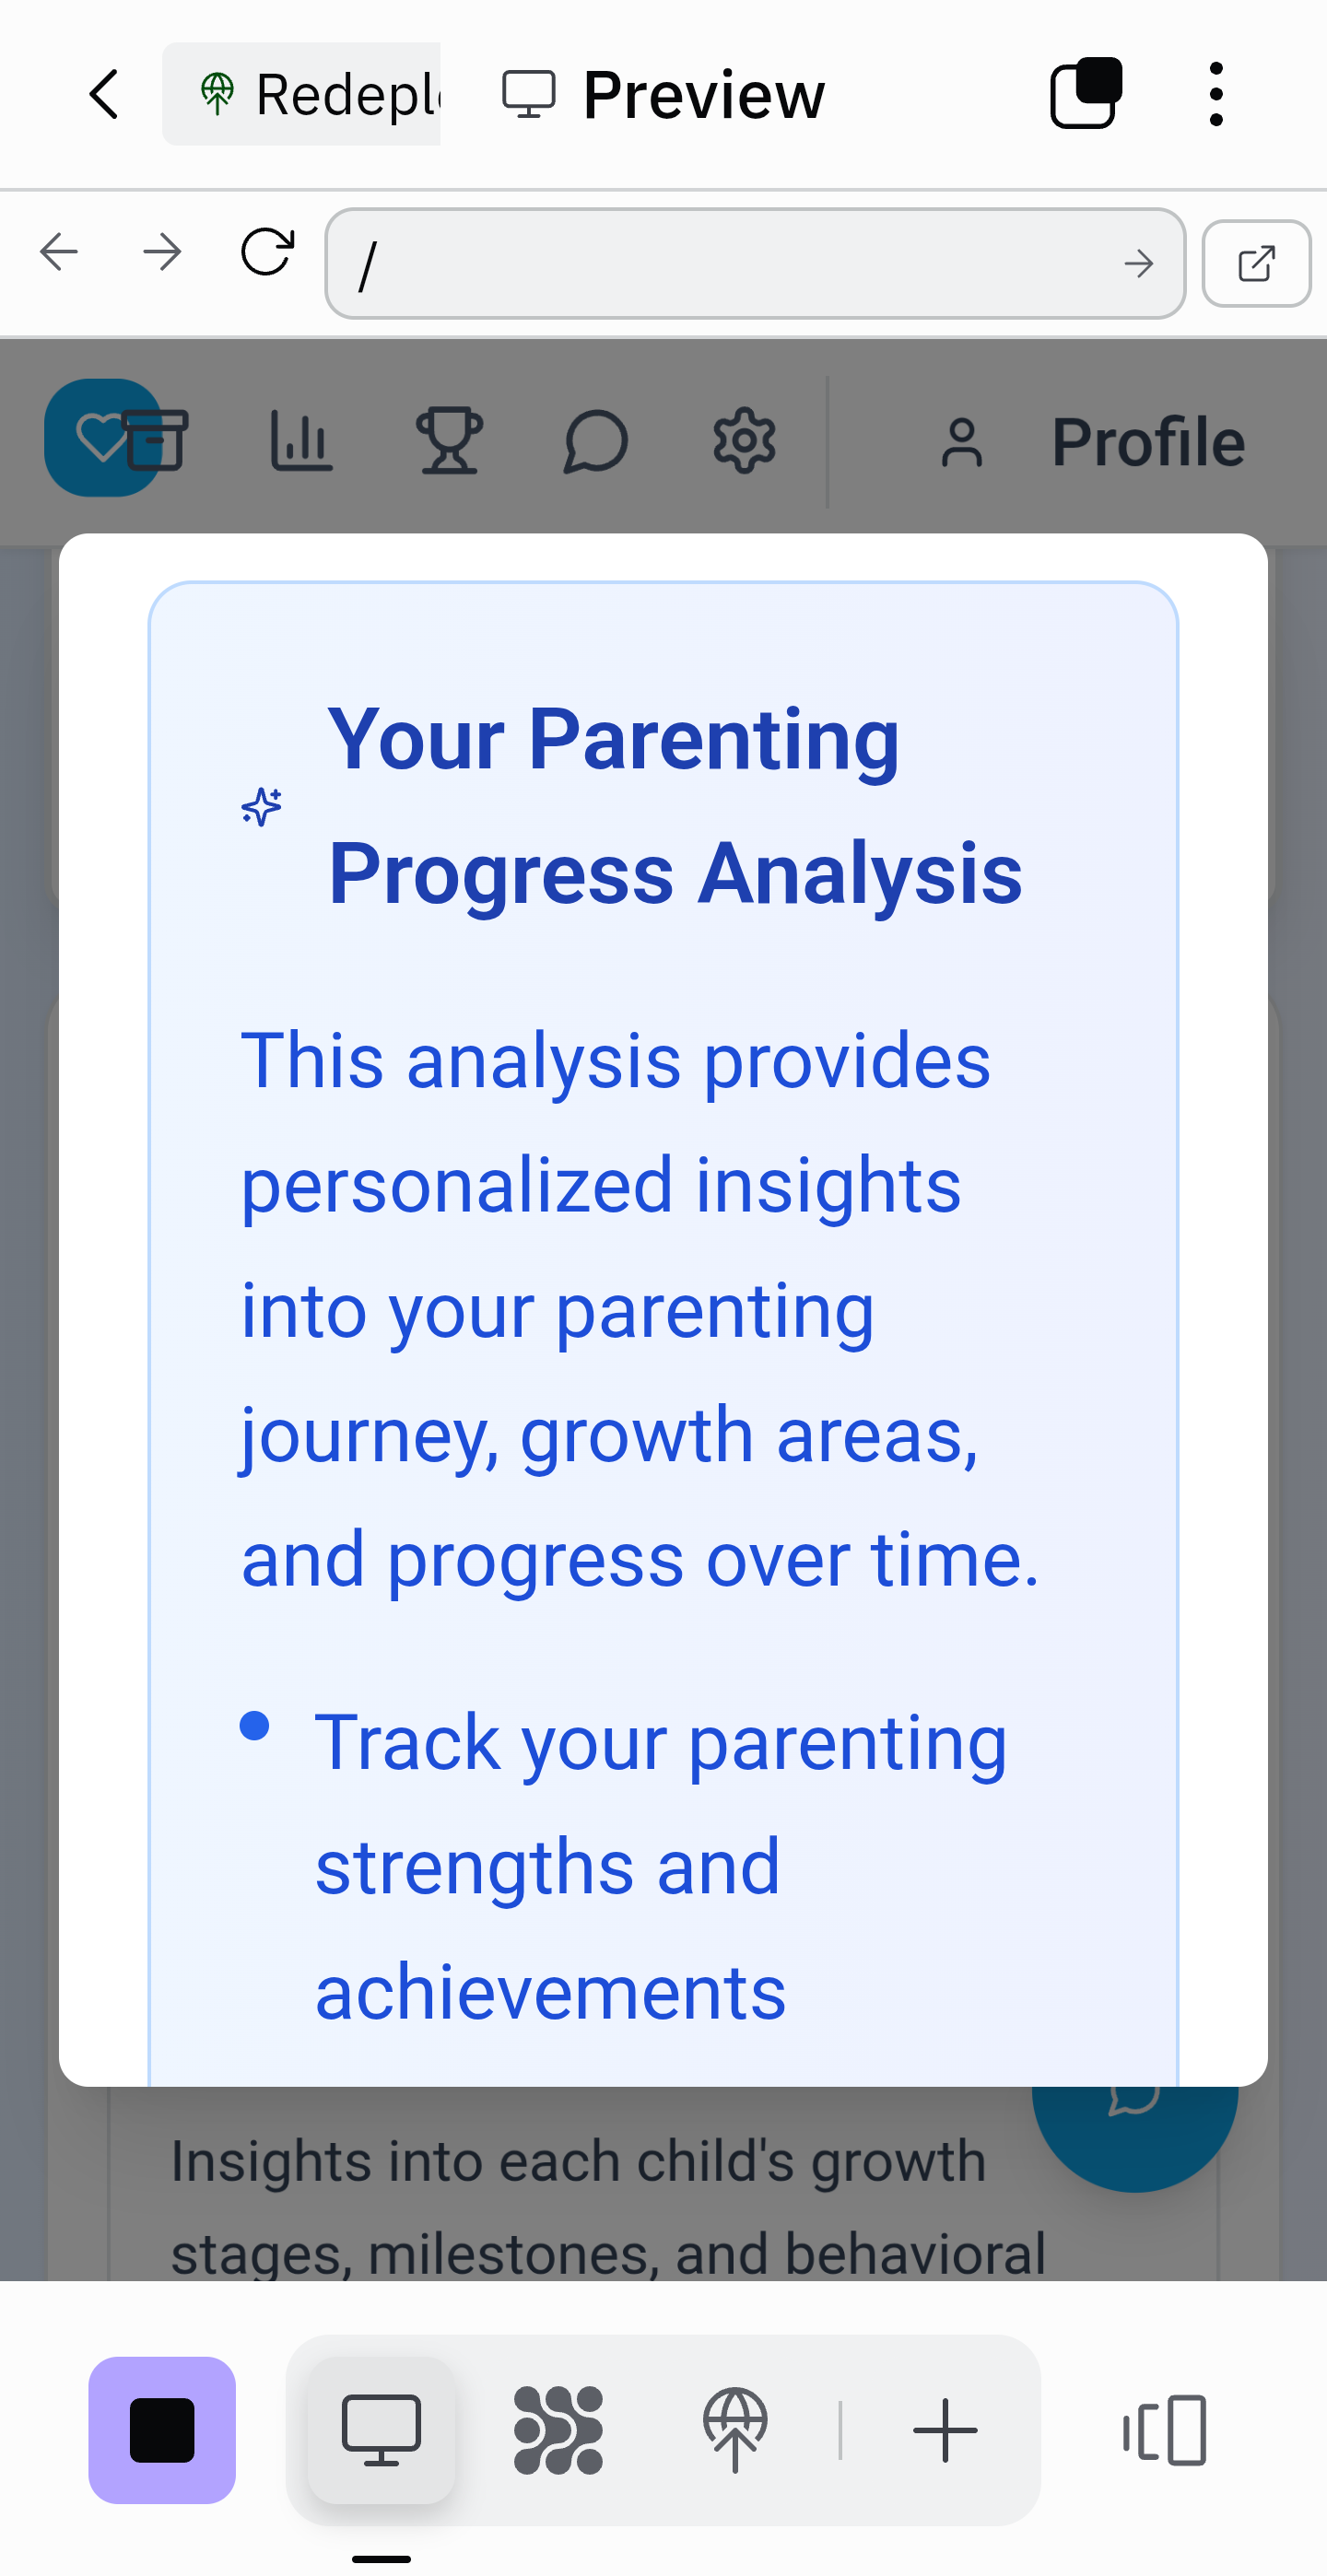 Preview
/
Profile
Your Parenting
Progress Analysis
This analysis provides
personalized insights
into your parenting
journey, growth areas,
and progress over time.
Track your parenting
strengths and
achievements
Insights into each child's growth
stages, milestones, and behavioral